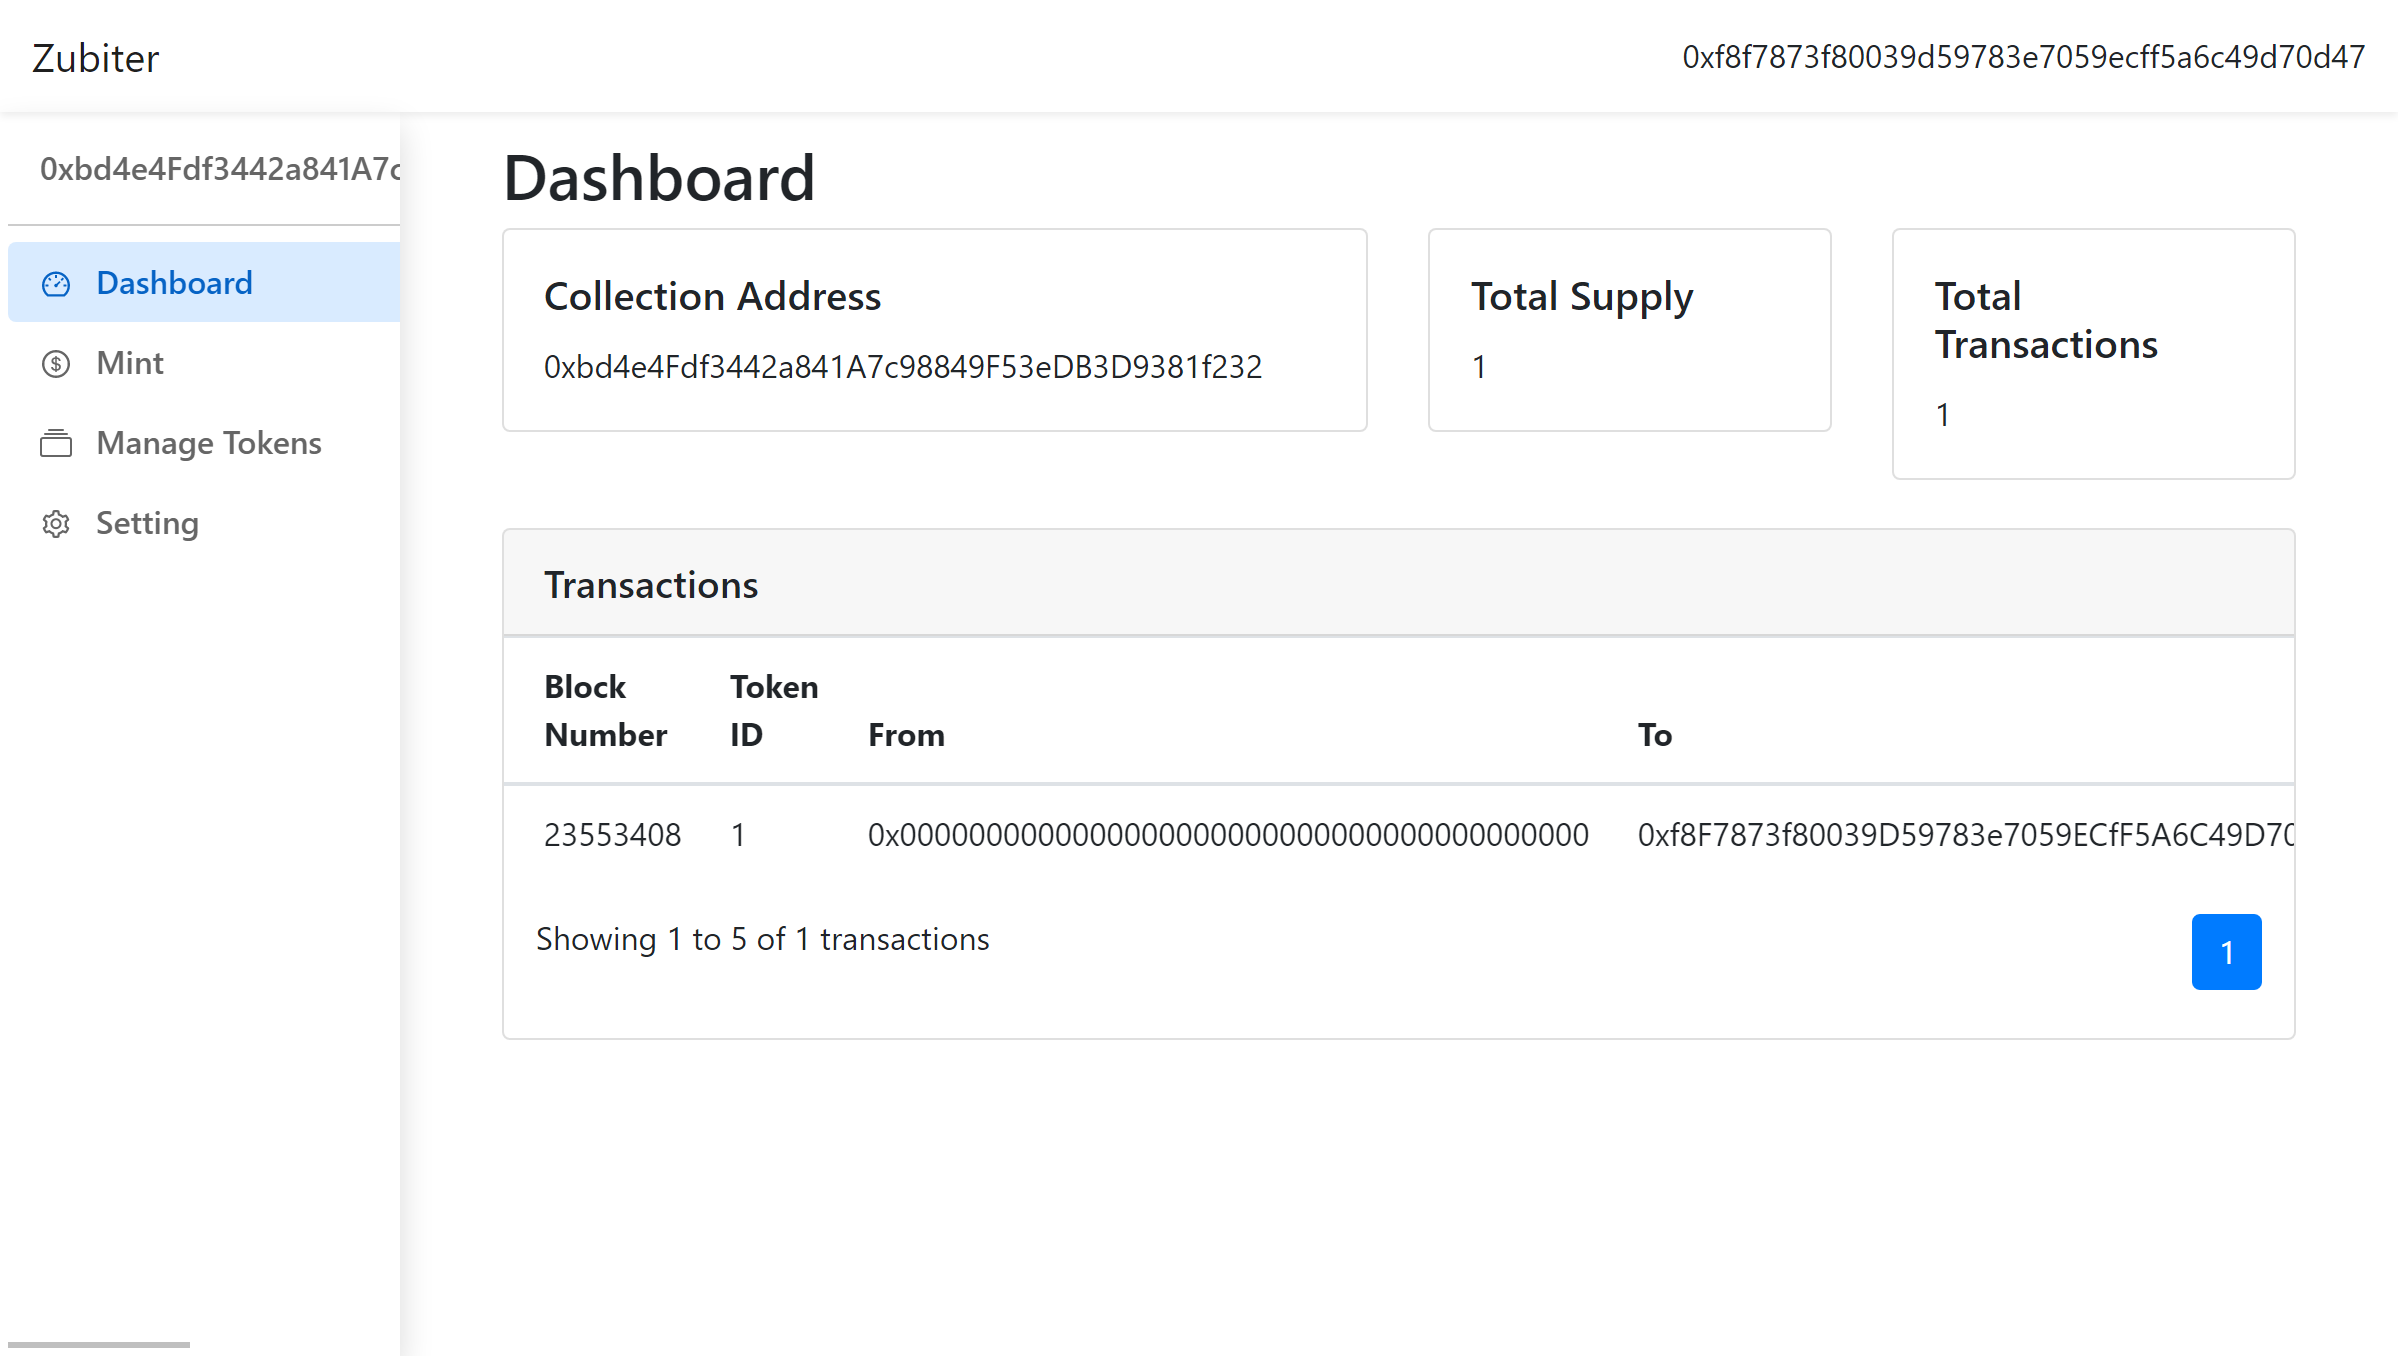 Zubiter
0xf8f7873f80039d59783e7059ecff5a6c49d70d47
0xbd4e4Fdf3442a841A7c
Dashboard
Mint
Manage Tokens
Setting
Dashboard
Collection Address
0xbd4e4Fdf3442a841A7c98849F53eDB3D9381f232
Total Supply
1
Total
Transactions
1
Transactions
Block
Number
Token
ID
From
To
23553408
1
0x0000000000000000000000000000000000000000
0xf8F7873f80039D59783e7059ECfF5A6C49D70
Showing 1 to 5 of 1 transactions
1